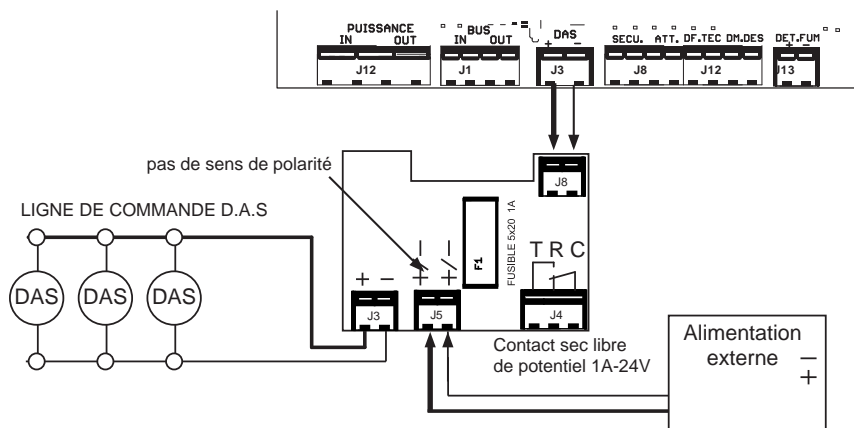 PUISSANCE
IN OUT
BUS
IN OUT
DAS
+ −
SECU. ATT. DF.TEC DM.DES
DET.FUM
+ −
J12
J1
J3
J8
J12
J13
pas de sens de polarité
J8
LIGNE DE COMMANDE D.A.S
F1
FUSIBLE 5x20 1A
T R C
+/− +/−
+ −
DAS
DAS
DAS
J3
J5
J4
Contact sec libre
de potentiel 1A-24V
Alimentation
externe −
+